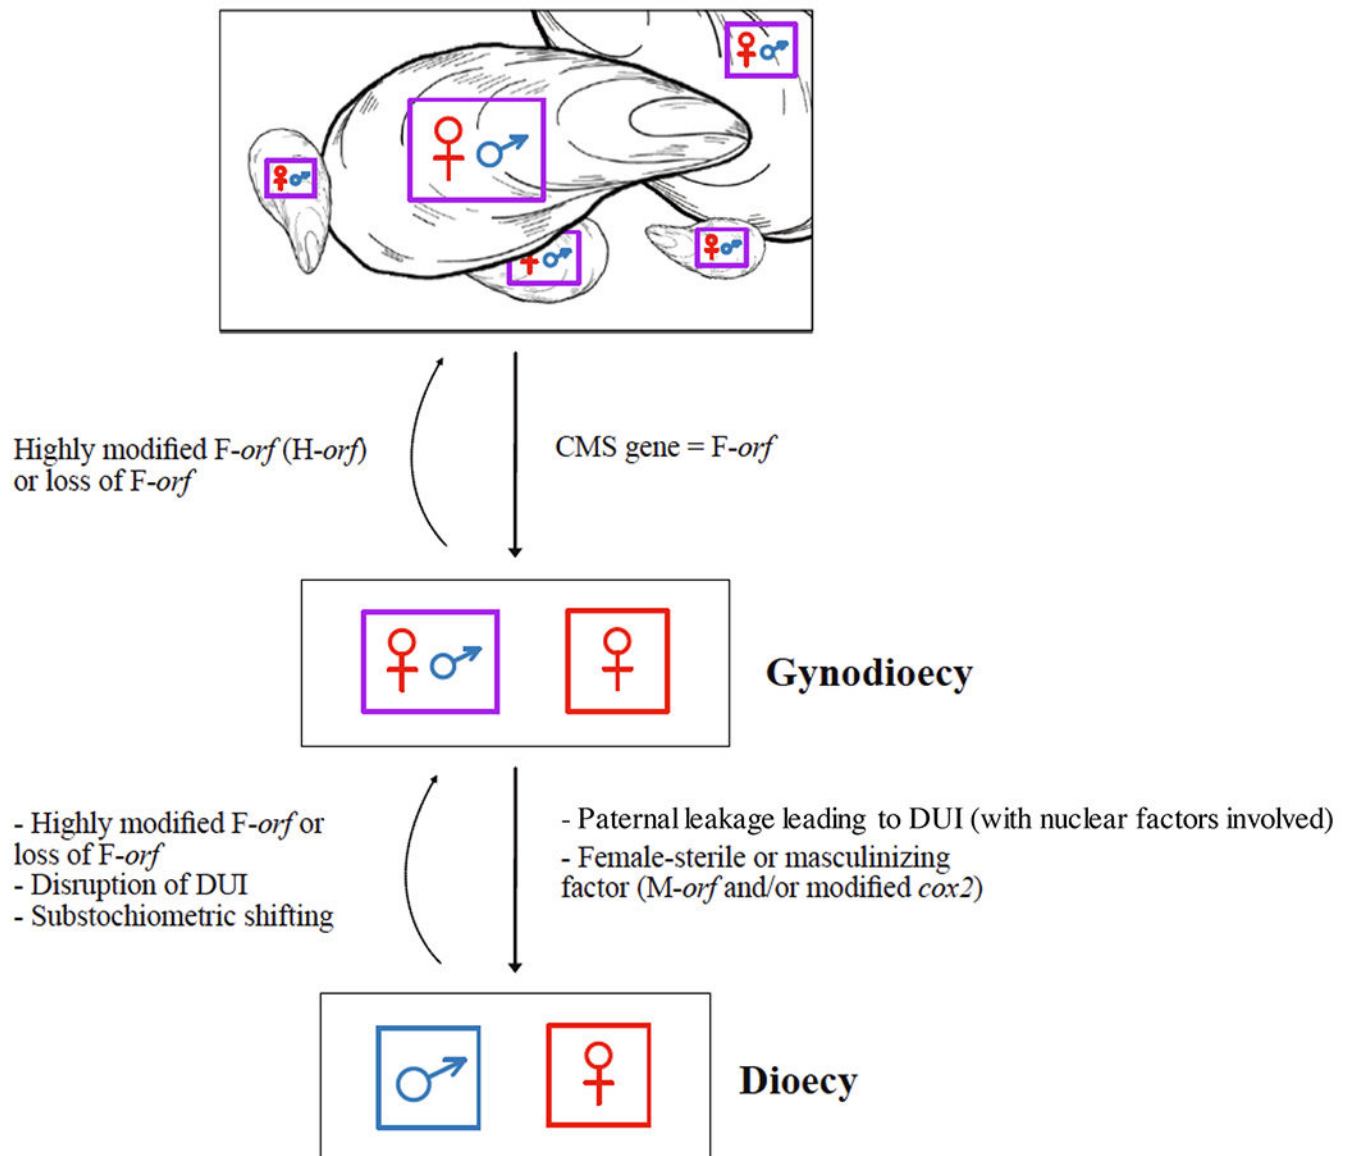 Highly modified F-orf (H-orf)
or loss of F-orf
CMS gene = F-orf
Gynodioecy
- Highly modified F-orf or
loss of F-orf
- Disruption of DUI
- Substochiometric shifting
- Paternal leakage leading to DUI (with nuclear factors involved)
- Female-sterile or masculinizing
factor (M-orf and/or modified cox2)
Dioecy